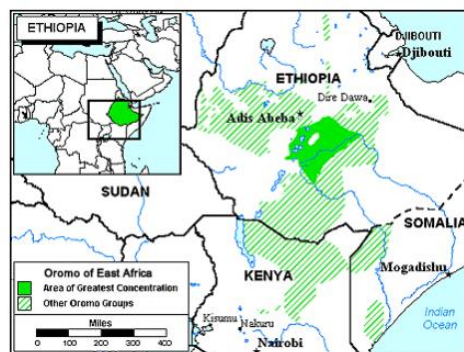 ETHIOPIA
DJIBOUTI
Djibouti
ETHIOPIA
Dire Dawa
Adis Abeba
SUDAN
SOMALIA
Mogadishu
KENYA
Indian
Ocean
Kisumu
Nakuru
Nairobi
Oromo of East Africa
Area of Greatest Concentration
Other Oromo Groups
Miles
0 100 200 300 400